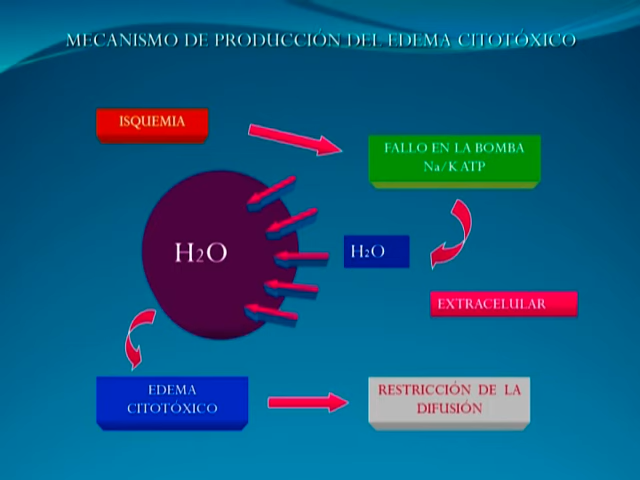 MECANISMO DE PRODUCCIÓN DEL EDEMA CITOTÓXICO
ISQUEMIA
FALLO EN LA BOMBA
Na/K ATP
H2O
H2O
EXTRACELULAR
EDEMA
CITOTÓXICO
RESTRICCIÓN DE LA
DIFUSIÓN